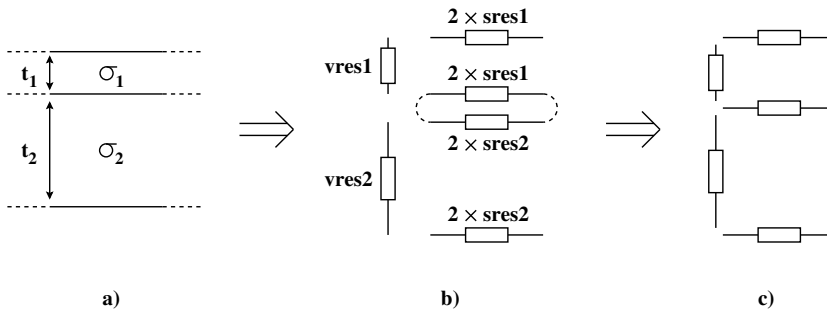 t1
σ1
t2
σ2
a)
2 × sres1
vres1
2 × sres1
2 × sres2
vres2
2 × sres2
b)
c)